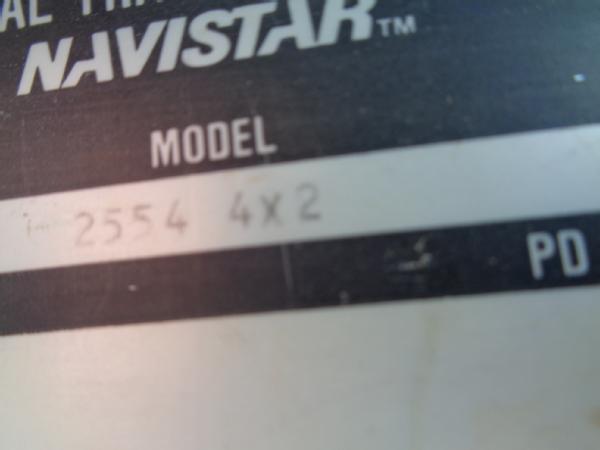 NAVISTAR™
MODEL
2554 4X2
PD